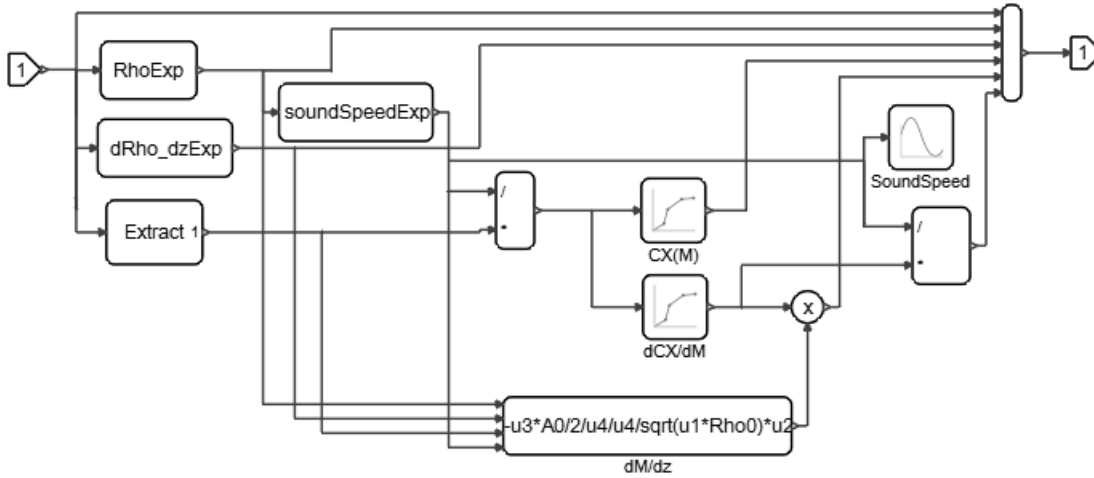 1
RhoExp
soundSpeedExp
1
dRho_dzExp
SoundSpeed
Extract 1
/
*
CX(M)
/
*
dCX/dM
x
-u3*A0/2/u4/u4/sqrt(u1*Rho0)*u2
dM/dz